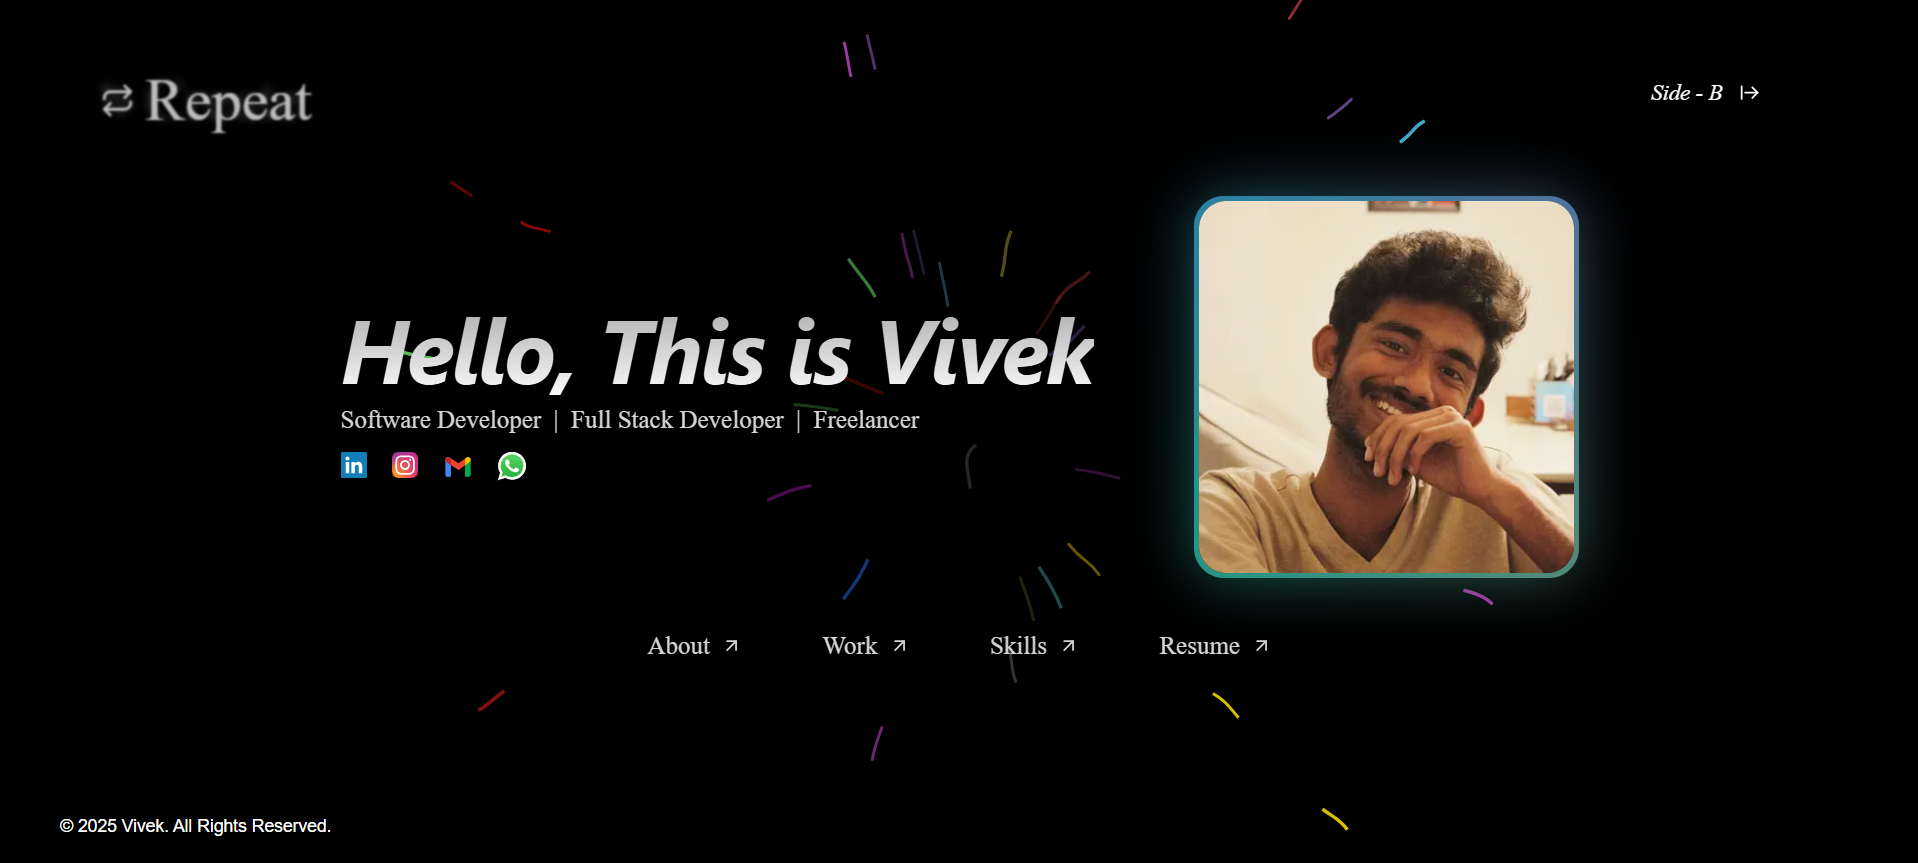 Repeat
Side - B
Hello, This is Vivek
Software Developer | Full Stack Developer | Freelancer
in
About Work Skills Resume
© 2025 Vivek. All Rights Reserved.